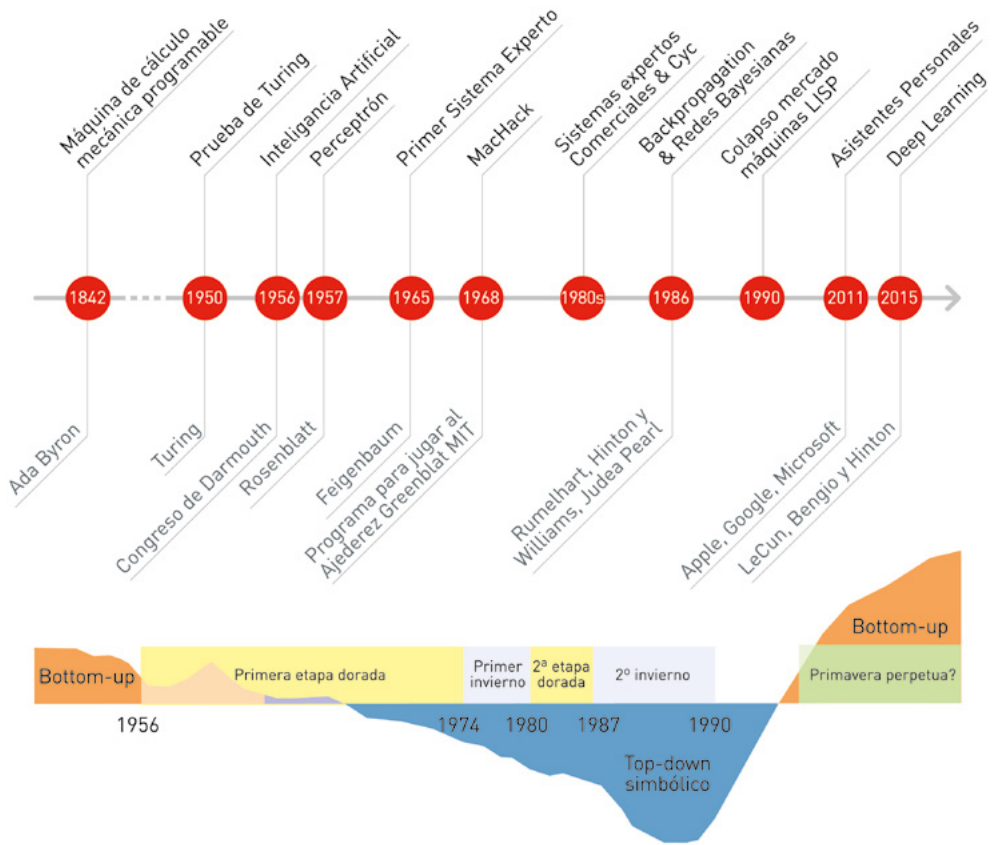 Máquina de cálculo
mecánica programable
Prueba de Turing
Inteligancia Artificial
Perceptrón
Primer Sistema Experto
MacHack
Sistemas expertos
Comerciales & Cyc
Backpropagation
& Redes Bayesianas
Colapso mercado
máquinas LISP
Asistentes Personales
Deep Learning
1842
1950
1956
1957
1965
1968
1980s
1986
1990
2011
2015
Ada Byron
Turing
Congreso de Darmouth
Rosenblatt
Feigenbaum
Programa para jugar al
Ajederez Greenblat MIT
Rumelhart, Hinton y
Williams, Judea Pearl
Apple, Google, Microsoft
LeCun, Bengio y Hinton
Bottom-up
Primera etapa dorada
Primer
invierno
2ª etapa
dorada
2º invierno
Bottom-up
Primavera perpetua?
1956
1974
1980
1987
1990
Top-down
simbólico